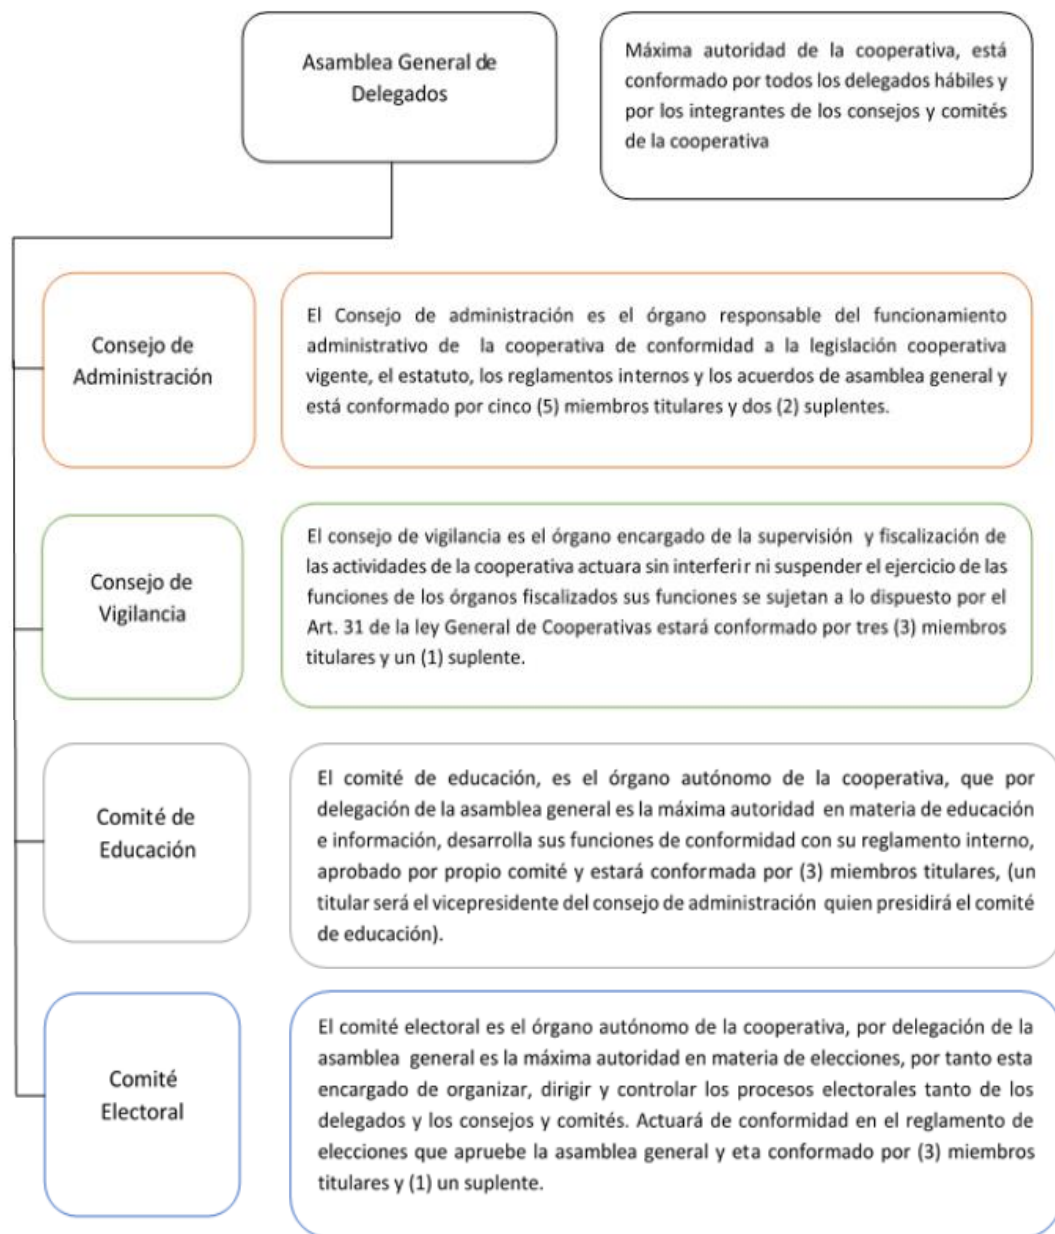 Asamblea General de
Delegados
Máxima autoridad de la cooperativa, está
conformado por todos los delegados hábiles y
por los integrantes de los consejos y comités
de la cooperativa
Consejo de
Administración
El Consejo de administración es el órgano responsable del funcionamiento
administrativo de la cooperativa de conformidad a la legislación cooperativa
vigente, el estatuto, los reglamentos internos y los acuerdos de asamblea general y
está conformado por cinco (5) miembros titulares y dos (2) suplentes.
Consejo de
Vigilancia
El consejo de vigilancia es el órgano encargado de la supervisión y fiscalización de
las actividades de la cooperativa actuara sin interferir ni suspender el ejercicio de las
funciones de los órganos fiscalizados sus funciones se sujetan a lo dispuesto por el
Art. 31 de la ley General de Cooperativas estará conformado por tres (3) miembros
titulares y un (1) suplente.
Comité de
Educación
El comité de educación, es el órgano autónomo de la cooperativa, que por
delegación de la asamblea general es la máxima autoridad en materia de educación
e información, desarrolla sus funciones de conformidad con su reglamento interno,
aprobado por propio comité y estará conformada por (3) miembros titulares, (un
titular será el vicepresidente del consejo de administración quien presidirá el comité
de educación).
Comité
Electoral
El comité electoral es el órgano autónomo de la cooperativa, por delegación de la
asamblea general es la máxima autoridad en materia de elecciones, por tanto esta
encargado de organizar, dirigir y controlar los procesos electorales tanto de los
delegados y los consejos y comités. Actuará de conformidad en el reglamento de
elecciones que apruebe la asamblea general y eta conformado por (3) miembros
titulares y (1) un suplente.